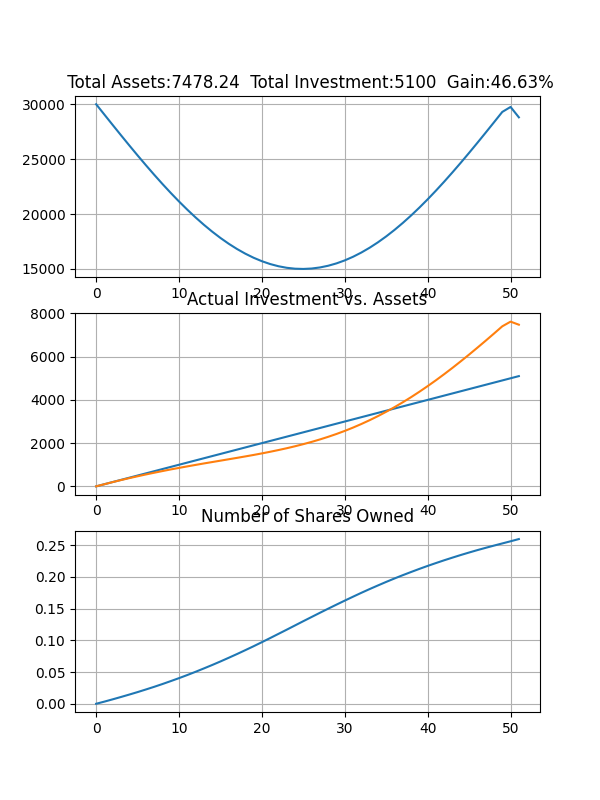 Total Assets:7478.24  Total Investment:5100  Gain:46.63%
30000
25000
20000
15000
0 10 20 30 40 50
Actual Investment vs. Assets
8000
6000
4000
2000
0
0 10 20 30 40 50
Number of Shares Owned
0.25
0.20
0.15
0.10
0.05
0.00
0 10 20 30 40 50